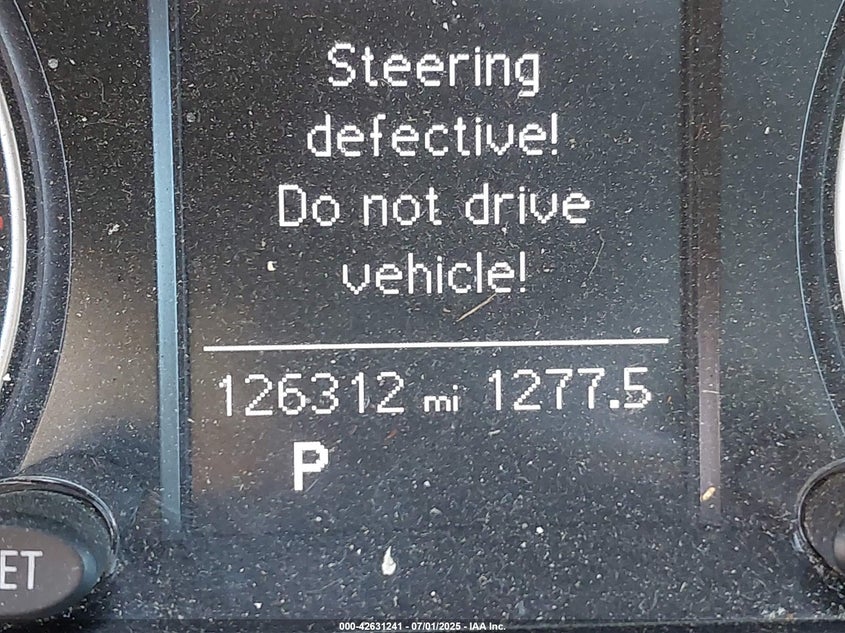 Steering
defective!
Do not drive
vehicle!
126312 mi 1277.5
P
ET
000-42631241 - 07/01/2025 - IAA Inc.